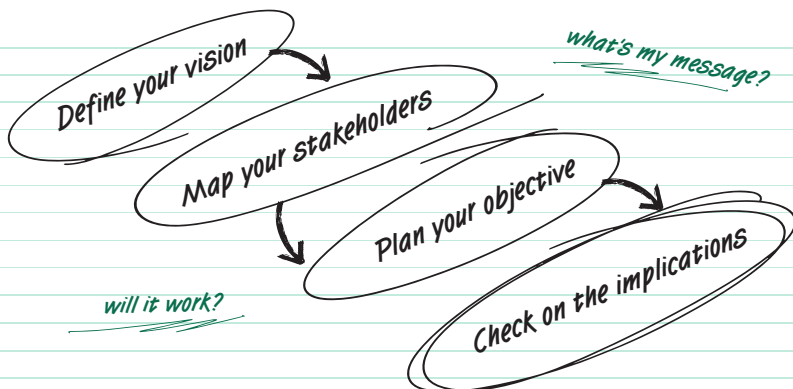 Define your vision
what's my message?
Map your stakeholders
Plan your objective
Check on the implications
will it work?